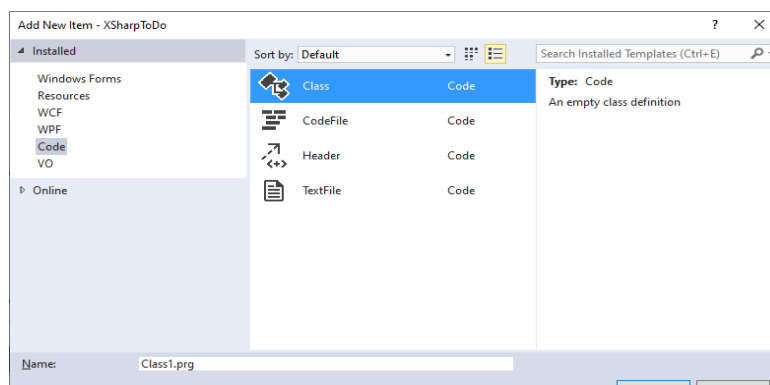 Add New Item - XSharpToDo
?
Installed
Sort by: Default
Search Installed Templates (Ctrl+E)
Windows Forms
Resources
WCF
WPF
Code
VO
Online
Class Code
CodeFile Code
Header Code
TextFile Code
Type: Code
An empty class definition
Name: Class1.prg